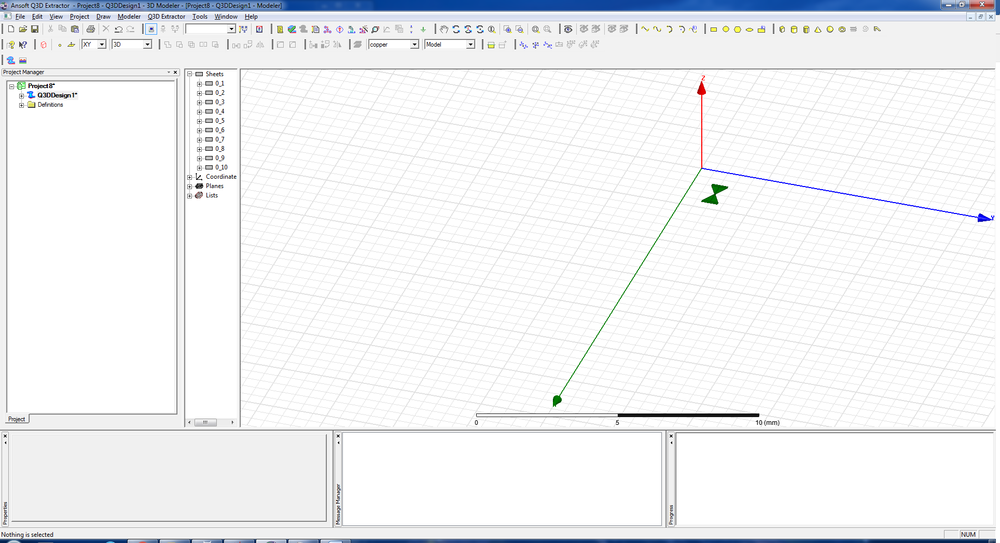 Ansoft Q3D Extractor - Project8 - Q3DDesign1 - 3D Modeler - [Project8 - Q3DDesign1 - Modeler]
File Edit View Project Draw Modeler Q3D Extractor Tools Window Help
XY 3D copper Model
Project Manager
Project8*
Q3DDesign1*
Definitions
Project
Sheets
0_1
0_2
0_3
0_4
0_5
0_6
0_7
0_8
0_9
0_10
Coordinate
Planes
Lists
Z
Y
0 5 10 (mm)
Properties
Message Manager
Progress
Nothing is selected
NUM